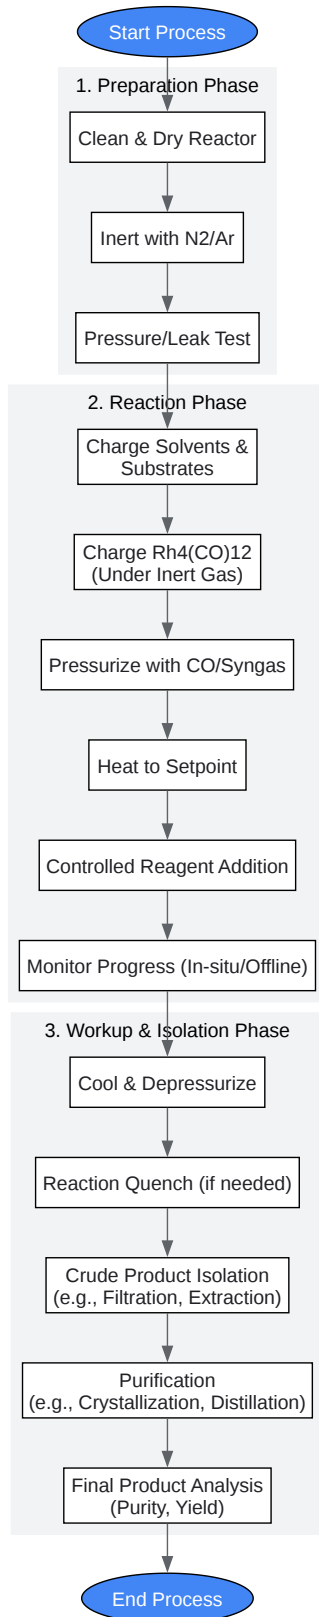 Start Process
1. Preparation Phase
Clean & Dry Reactor
Inert with N2/Ar
Pressure/Leak Test
2. Reaction Phase
Charge Solvents &
Substrates
Charge Rh4(CO)12
(Under Inert Gas)
Pressurize with CO/Syngas
Heat to Setpoint
Controlled Reagent Addition
Monitor Progress (In-situ/Offline)
3. Workup & Isolation Phase
Cool & Depressurize
Reaction Quench (if needed)
Crude Product Isolation
(e.g., Filtration, Extraction)
Purification
(e.g., Crystallization, Distillation)
Final Product Analysis
(Purity, Yield)
End Process